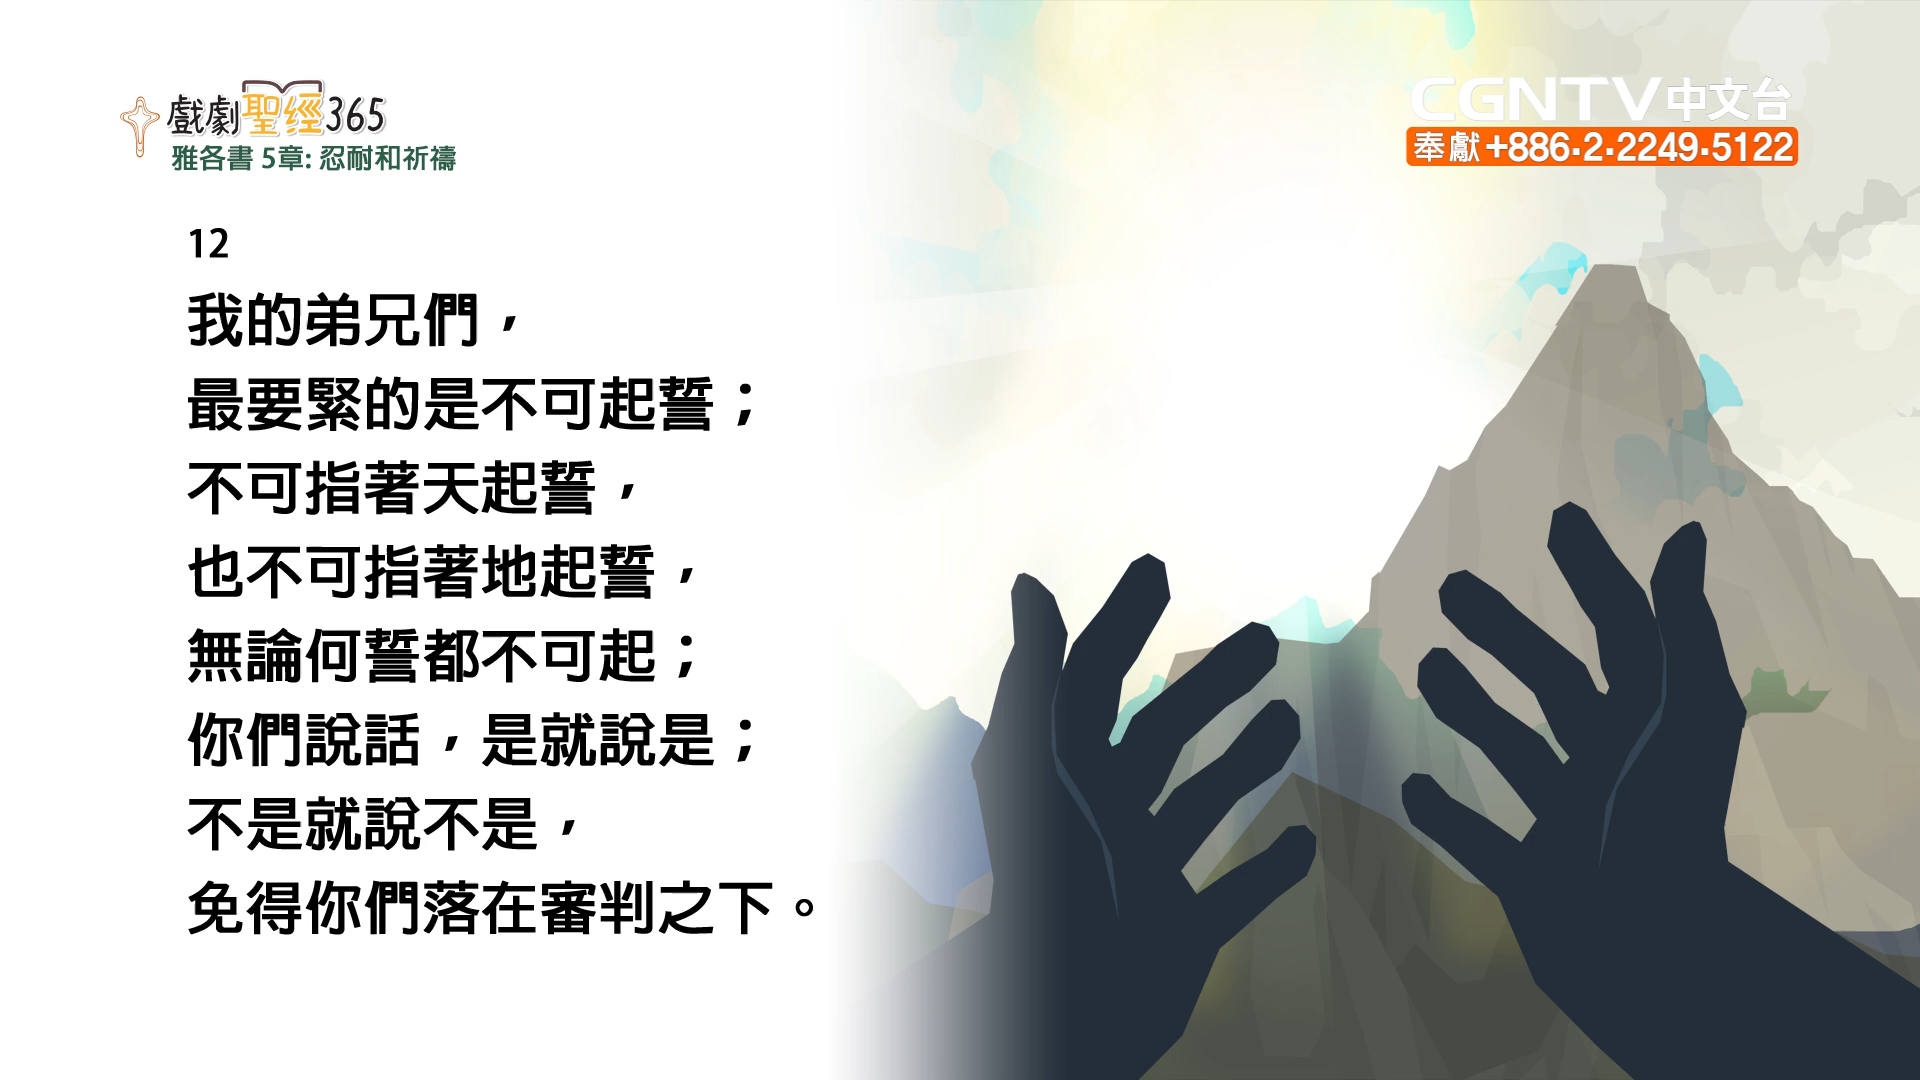 戲劇聖經365
雅各書 5章: 忍耐和祈禱
CGNTV中文台
奉獻+886-2-2249-5122
12
我的弟兄們，
最要緊的是不可起誓；
不可指著天起誓，
也不可指著地起誓，
無論何誓都不可起；
你們說話，是就說是；
不是就說不是，
免得你們落在審判之下。